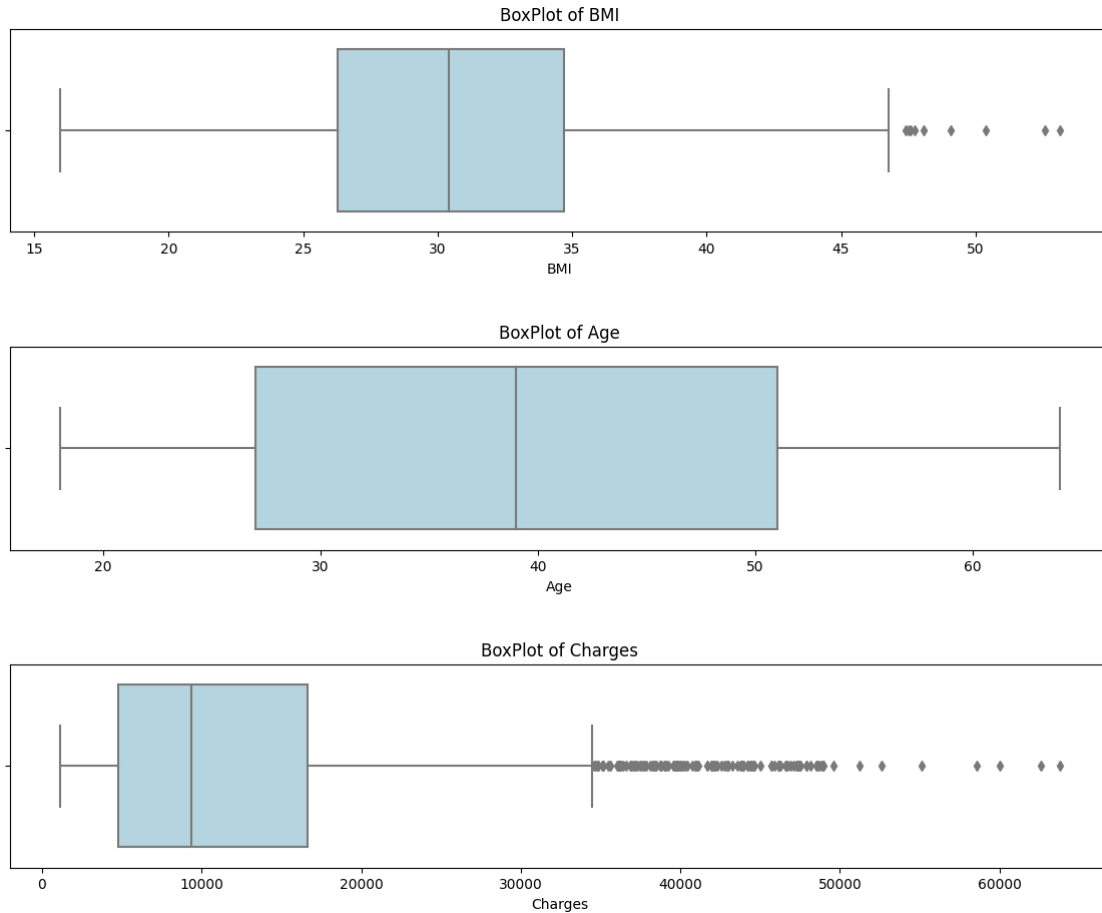 BoxPlot of BMI
15 20 25 30 35 40 45 50
BMI
BoxPlot of Age
20 30 40 50 60
Age
BoxPlot of Charges
0 10000 20000 30000 40000 50000 60000
Charges